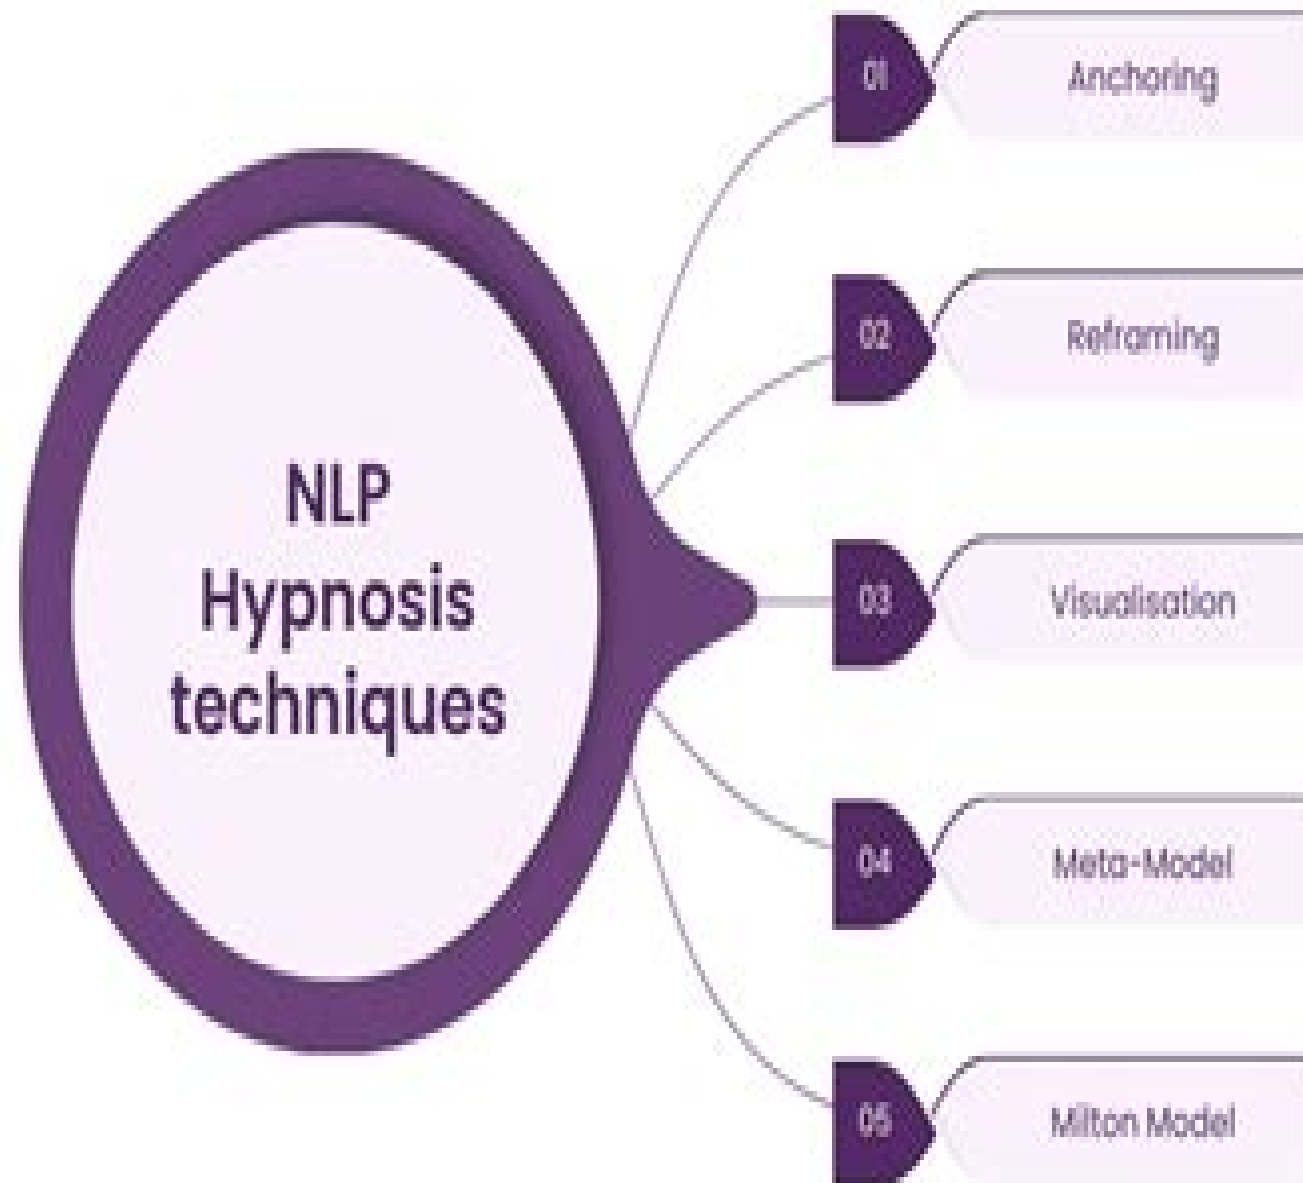 NLP
Hypnosis
techniques
01
Anchoring
02
Reframing
03
Visualisation
04
Meta-Model
05
Milton Model